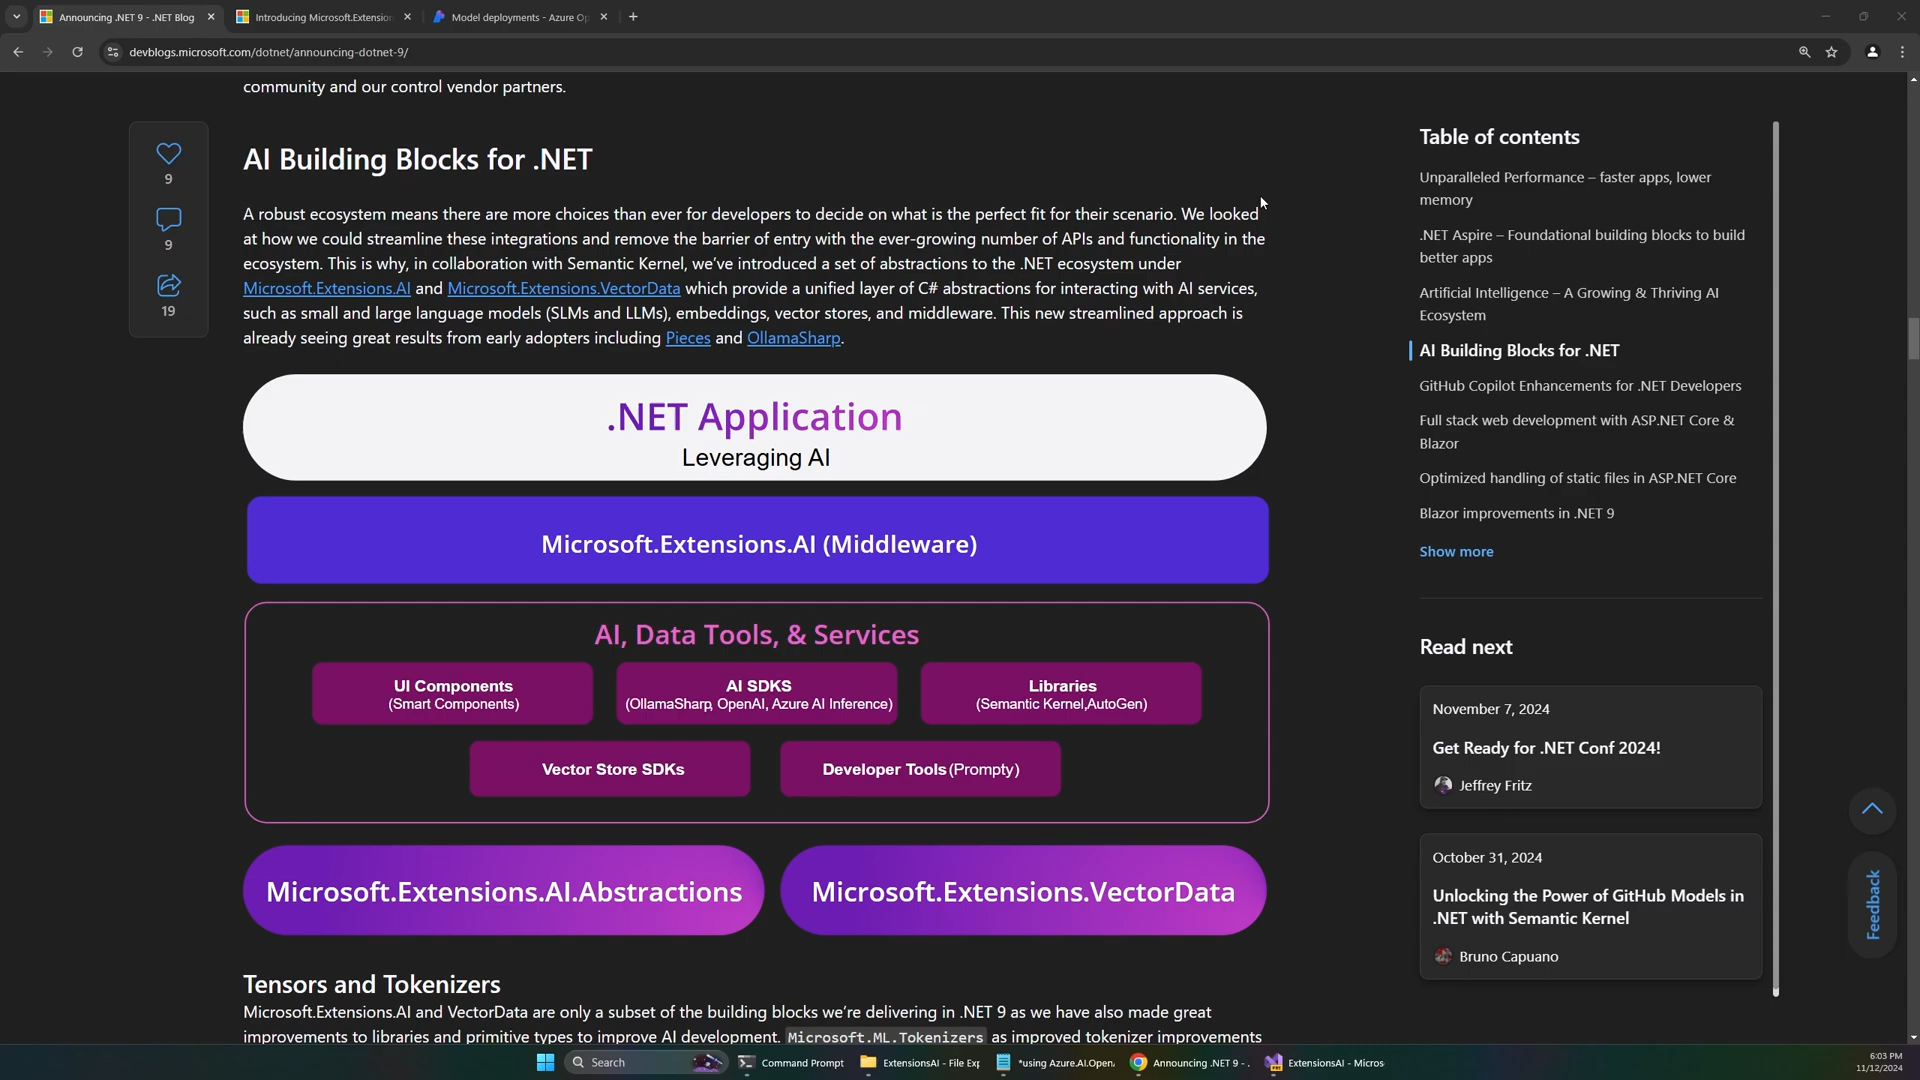 Announcing .NET 9 - .NET Blog
Introducing Microsoft.Extension
Model deployments - Azure Op
devblogs.microsoft.com/dotnet/announcing-dotnet-9/
community and our control vendor partners.
9
9
19
AI Building Blocks for .NET
A robust ecosystem means there are more choices than ever for developers to decide on what is the perfect fit for their scenario. We looked
at how we could streamline these integrations and remove the barrier of entry with the ever-growing number of APIs and functionality in the
ecosystem. This is why, in collaboration with Semantic Kernel, we've introduced a set of abstractions to the .NET ecosystem under
Microsoft.Extensions.AI and Microsoft.Extensions.VectorData which provide a unified layer of C# abstractions for interacting with AI services,
such as small and large language models (SLMs and LLMs), embeddings, vector stores, and middleware. This new streamlined approach is
already seeing great results from early adopters including Pieces and OllamaSharp.
.NET Application
Leveraging AI
Microsoft.Extensions.AI (Middleware)
AI, Data Tools, & Services
UI Components
(Smart Components)
AI SDKS
(OllamaSharp, OpenAI, Azure AI Inference)
Libraries
(Semantic Kernel,AutoGen)
Vector Store SDKs
Developer Tools (Prompty)
Microsoft.Extensions.AI.Abstractions
Microsoft.Extensions.VectorData
Tensors and Tokenizers
Microsoft.Extensions.AI and VectorData are only a subset of the building blocks we're delivering in .NET 9 as we have also made great
improvements to libraries and primitive types to improve AI development. Microsoft.ML.Tokenizers as improved tokenizer improvements
Table of contents
Unparalleled Performance – faster apps, lower
memory
.NET Aspire – Foundational building blocks to build
better apps
Artificial Intelligence – A Growing & Thriving AI
Ecosystem
AI Building Blocks for .NET
GitHub Copilot Enhancements for .NET Developers
Full stack web development with ASP.NET Core &
Blazor
Optimized handling of static files in ASP.NET Core
Blazor improvements in .NET 9
Show more
Read next
November 7, 2024
Get Ready for .NET Conf 2024!
Jeffrey Fritz
October 31, 2024
Unlocking the Power of GitHub Models in
.NET with Semantic Kernel
Bruno Capuano
Feedback
Search
Command Prompt
ExtensionsAI - File Exp
*using Azure.AI.Open.
Announcing .NET 9 - .
ExtensionsAI - Micros
6:03 PM
11/12/2024